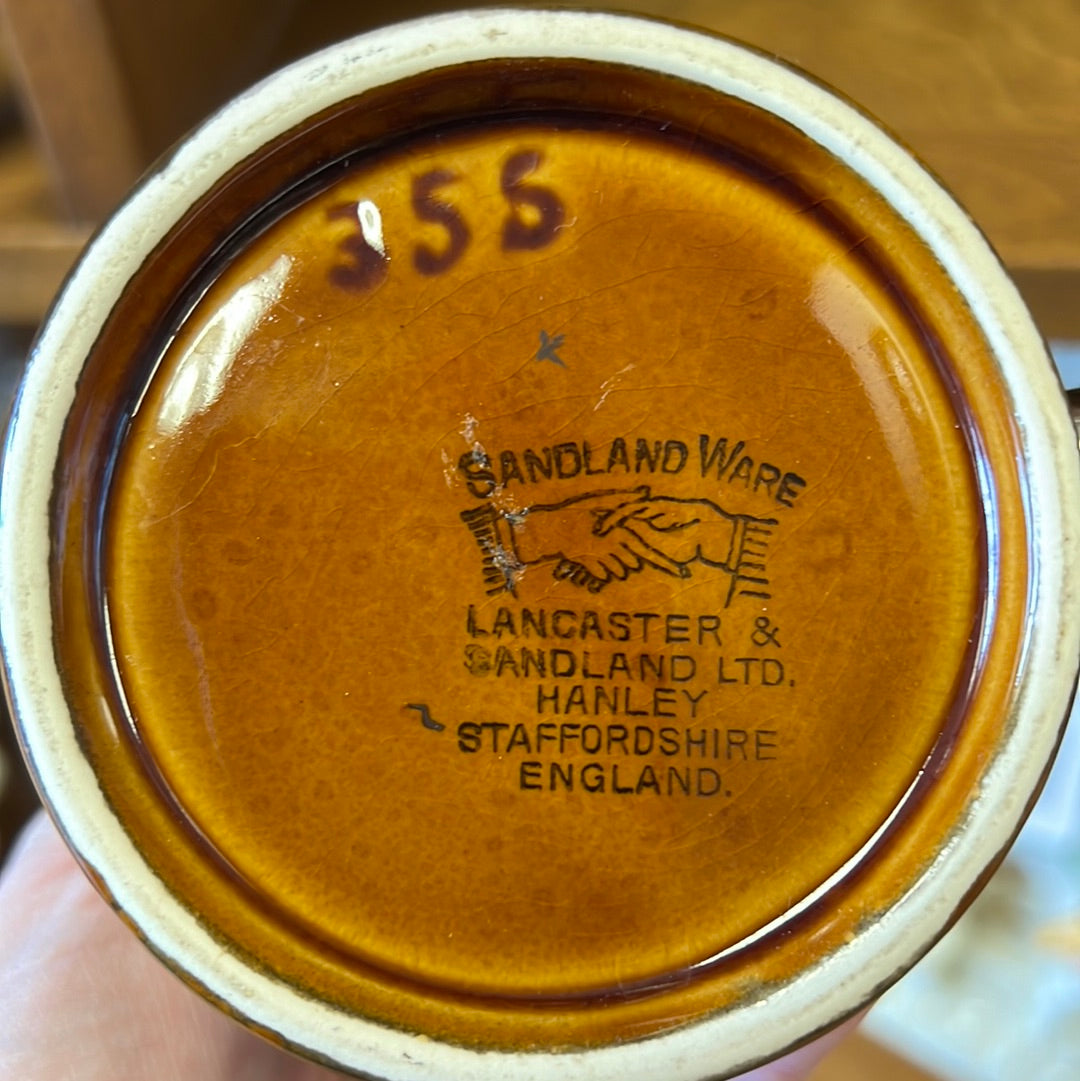 355
K
SANDLAND WARE
LANCASTER &
SANDLAND LTD.
HANLEY
STAFFORDSHIRE
ENGLAND.